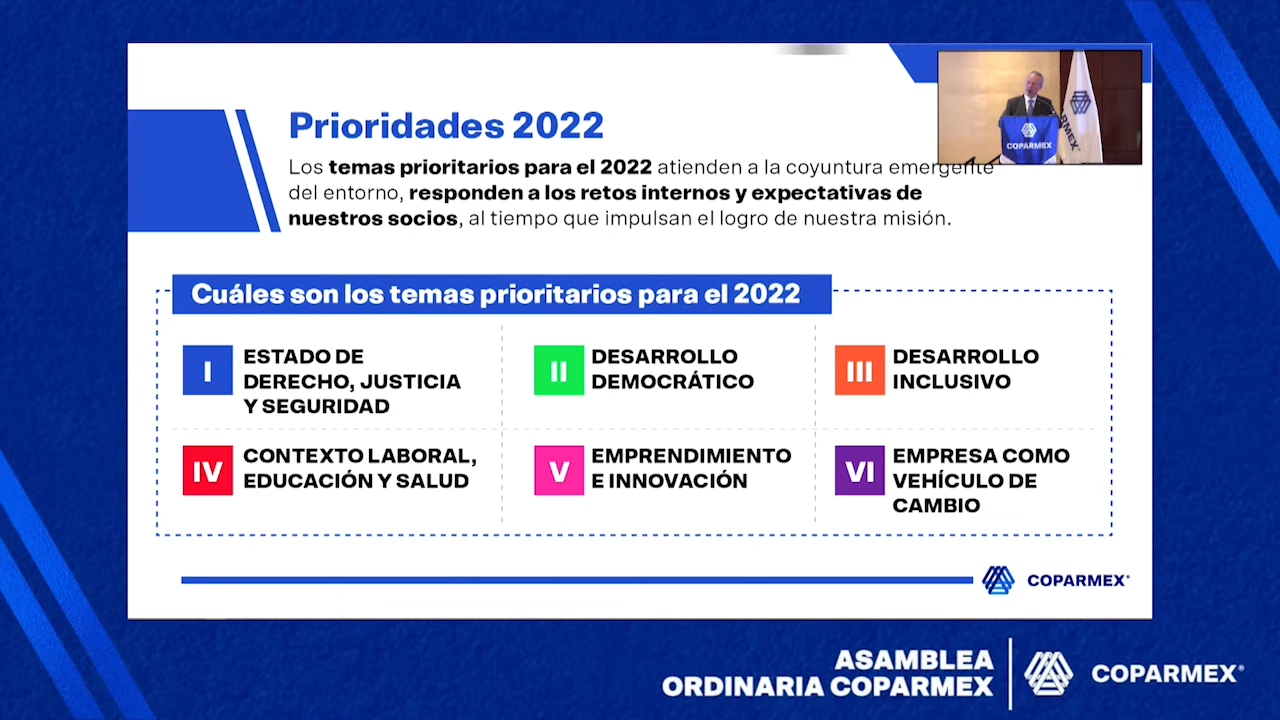 Prioridades 2022
Los temas prioritarios para el 2022 atienden a la coyuntura emergente
del entorno, responden a los retos internos y expectativas de
nuestros socios, al tiempo que impulsan el logro de nuestra misión.
COPARMEX
Cuáles son los temas prioritarios para el 2022
I
ESTADO DE
DERECHO, JUSTICIA
Y SEGURIDAD
II
DESARROLLO
DEMOCRÁTICO
III
DESARROLLO
INCLUSIVO
IV
CONTEXTO LABORAL,
EDUCACIÓN Y SALUD
V
EMPRENDIMIENTO
E INNOVACIÓN
VI
EMPRESA COMO
VEHÍCULO DE
CAMBIO
COPARMEX®
ASAMBLEA
ORDINARIA COPARMEX
COPARMEX®